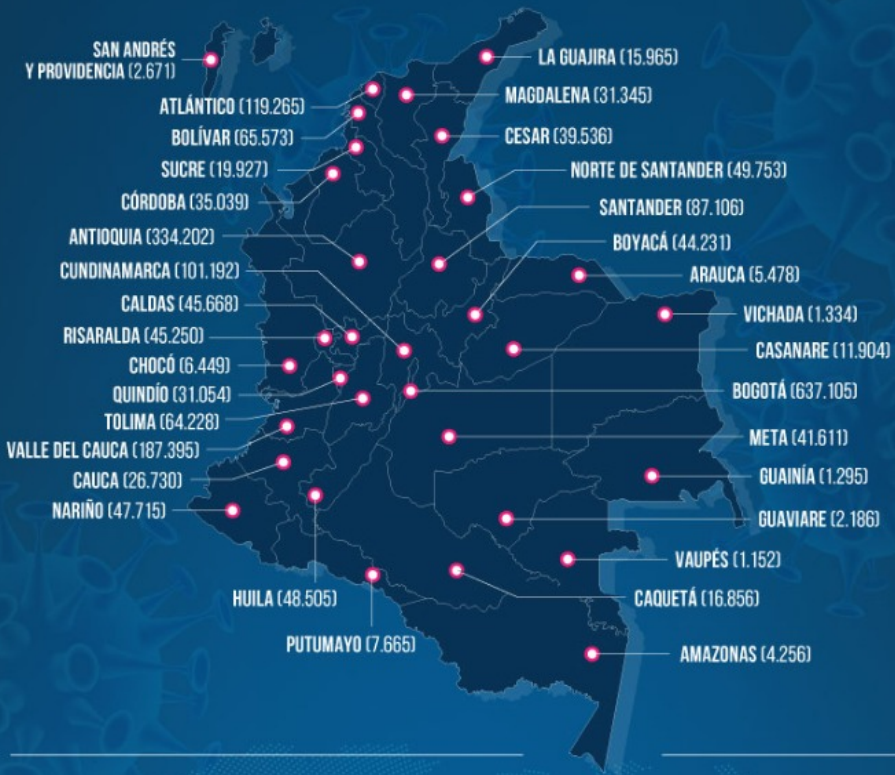 SAN ANDRÉS
Y PROVIDENCIA (2.671)
ATLÁNTICO (119.265)
BOLÍVAR (65.573)
SUCRE (19.927)
CÓRDOBA (35.039)
ANTIOQUIA (334.202)
CUNDINAMARCA (101.192)
CALDAS (45.668)
RISARALDA (45.250)
CHOCÓ (6.449)
QUINDÍO (31.054)
TOLIMA (64.228)
VALLE DEL CAUCA (187.395)
CAUCA (26.730)
NARIÑO (47.715)
HUILA (48.505)
PUTUMAYO (7.665)
LA GUAJIRA (15.965)
MAGDALENA (31.345)
CESAR (39.536)
NORTE DE SANTANDER (49.753)
SANTANDER (87.106)
BOYACÁ (44.231)
ARAUCA (5.478)
VICHADA (1.334)
CASANARE (11.904)
BOGOTÁ (637.105)
META (41.611)
GUAINÍA (1.295)
GUAVIARE (2.186)
VAUPÉS (1.152)
CAQUETÁ (16.856)
AMAZONAS (4.256)